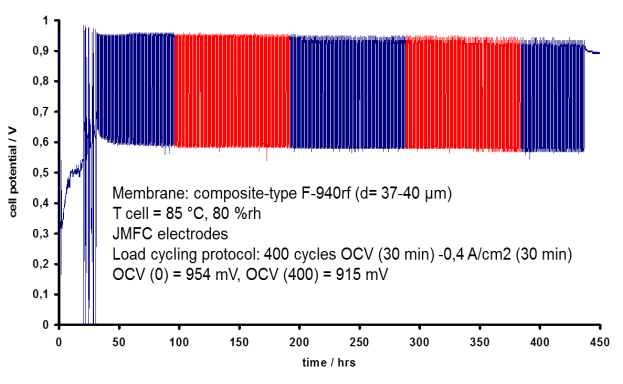 1
0,9
0,8
0,7
0,6
0,5
0,4
0,3
0,2
0,1
0
cell potential / V
Membrane: composite-type F-940rf (d= 37-40 µm)
T cell = 85 °C, 80 %rh
JMFC electrodes
Load cycling protocol: 400 cycles OCV (30 min) -0,4 A/cm2 (30 min)
OCV (0) = 954 mV, OCV (400) = 915 mV
0 50 100 150 200 250 300 350 400 450
time / hrs